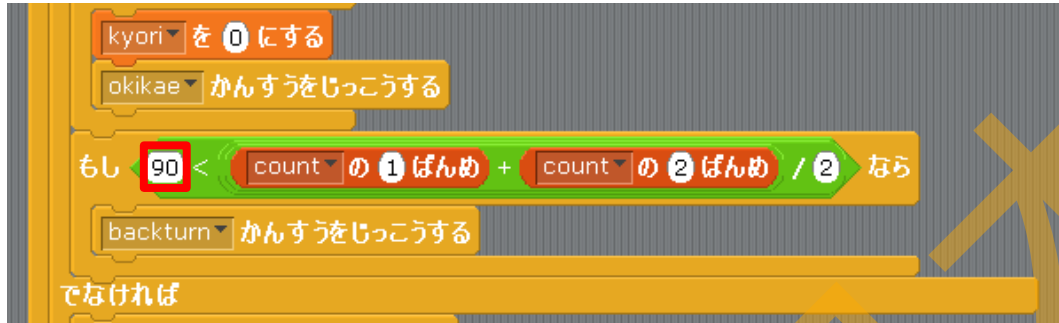 kyori を 0 にする
okikae かんすうをじっこうする
もし 90 < count の 1 ばんめ + count の 2 ばんめ / 2 なら
backturn かんすうをじっこうする
でなければ